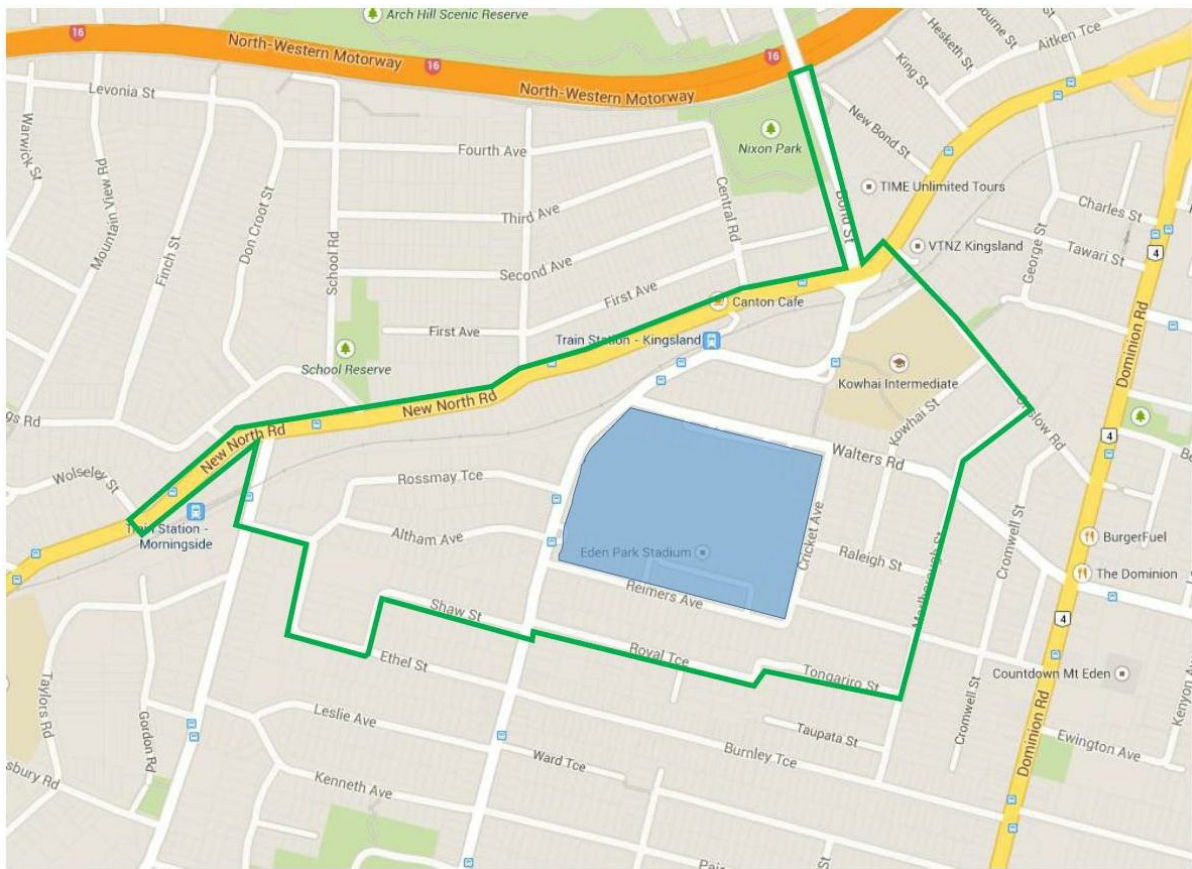 Arch Hill Scenic Reserve
16
North-Western Motorway
16
North-Western Motorway
16
Hesketh St
Aitken Tce
King St
Levonia St
Warwick St
Mountain View Rd
Finch St
Don Croot St
School Rd
Fourth Ave
Third Ave
Second Ave
First Ave
First Ave
Central Rd
Nixon Park
New Bond St
Bond St
TIME Unlimited Tours
VTNZ Kingsland
Charles St
Tawari St
George St
4
Dominion Rd
Canton Cafe
Train Station - Kingsland
School Reserve
New North Rd
New North Rd
Kowhai Intermediate
Kowhai St
Walters Rd
4
Wolseley St
Train Station -
Morningside
Rossmay Tce
Altham Ave
Eden Park Stadium
Cricket Ave
Reimers Ave
Raleigh St
Marlborough St
Cromwell St
BurgerFuel
The Dominion
4
Shaw St
Royal Tce
Tongariro St
Ethel St
Countdown Mt Eden
Taylors Rd
Gordon Rd
Leslie Ave
Kenneth Ave
Ward Tce
Burnley Tce
Taupata St
Cromwell St
Dominion Rd
Ewington Ave